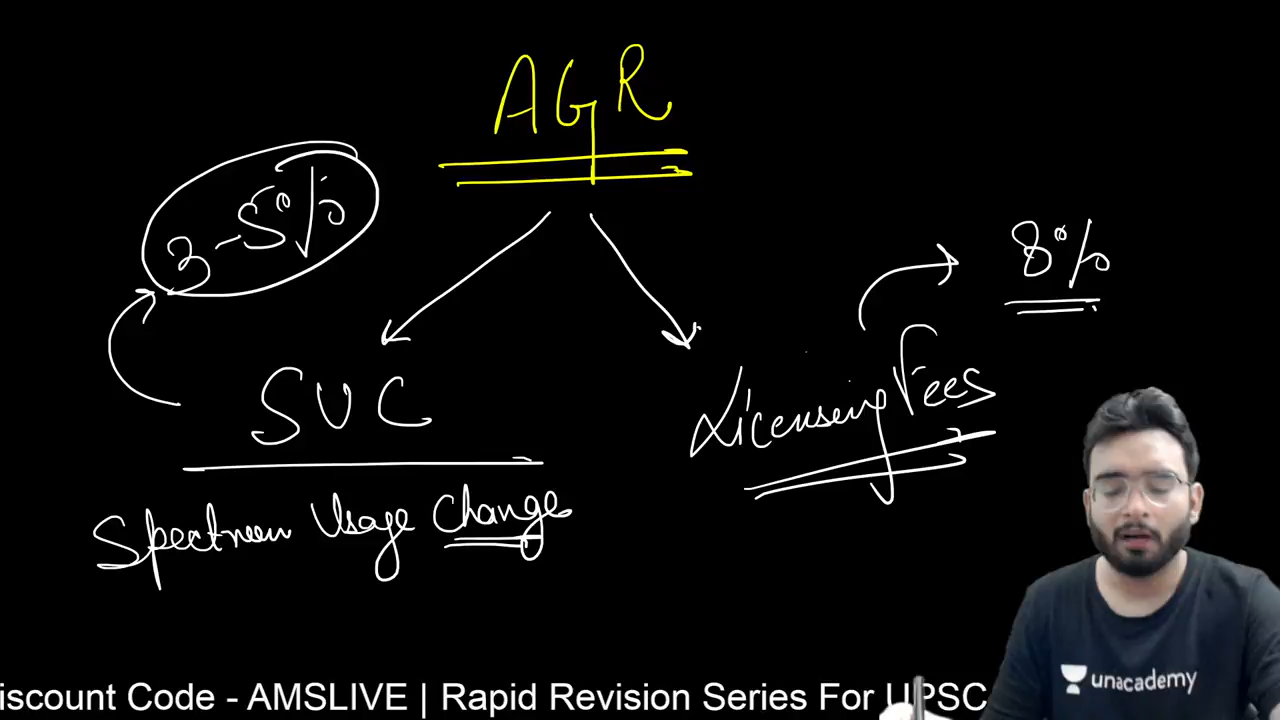 AGR
3-5%
8%
SUC
Licensing Fees
Spectrum Usage Change
unacademy
iscount Code - AMSLIVE | Rapid Revision Series For UPSC